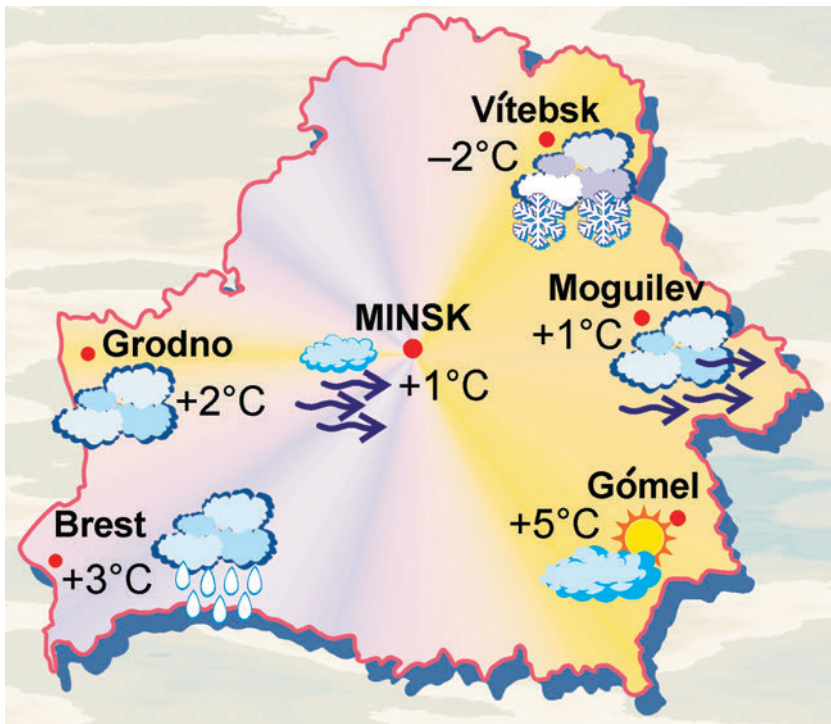 Vítebsk
–2°C
Moguilev
+1°C
MINSK
+1°C
Grodno
+2°C
Gómel
+5°C
Brest
+3°C